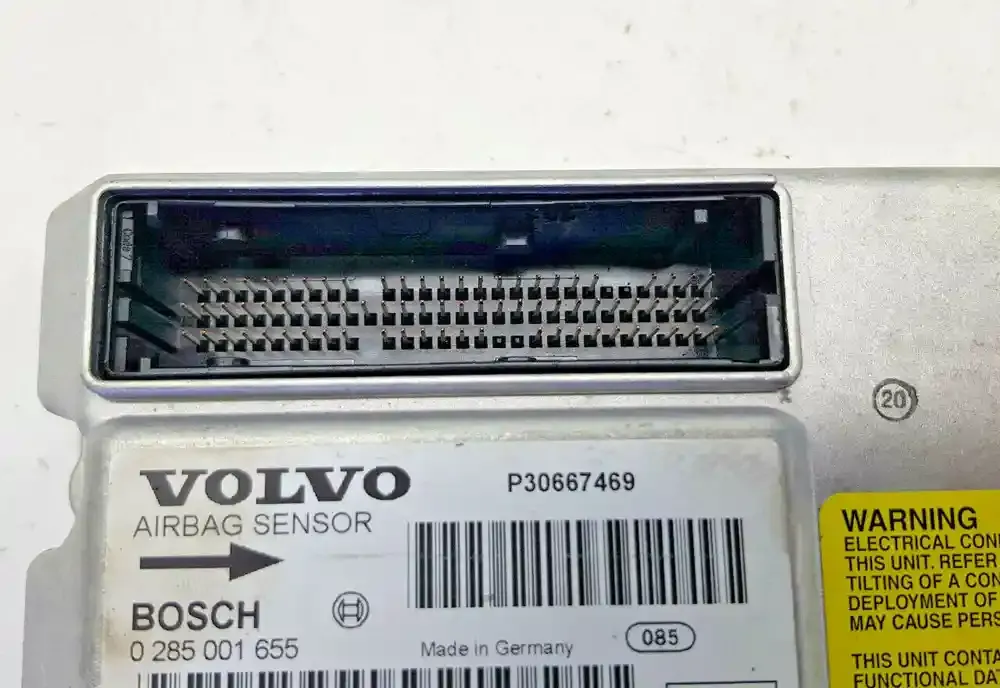 20
VOLVO
P30667469
AIRBAG SENSOR
BOSCH
0 285 001 655
Made in Germany
085
WARNING
ELECTRICAL CON
THIS UNIT. REFER
TILTING OF A CON
DEPLOYMENT OF
MAY CAUSE PERS
THIS UNIT CONTA
FUNCTIONAL DA